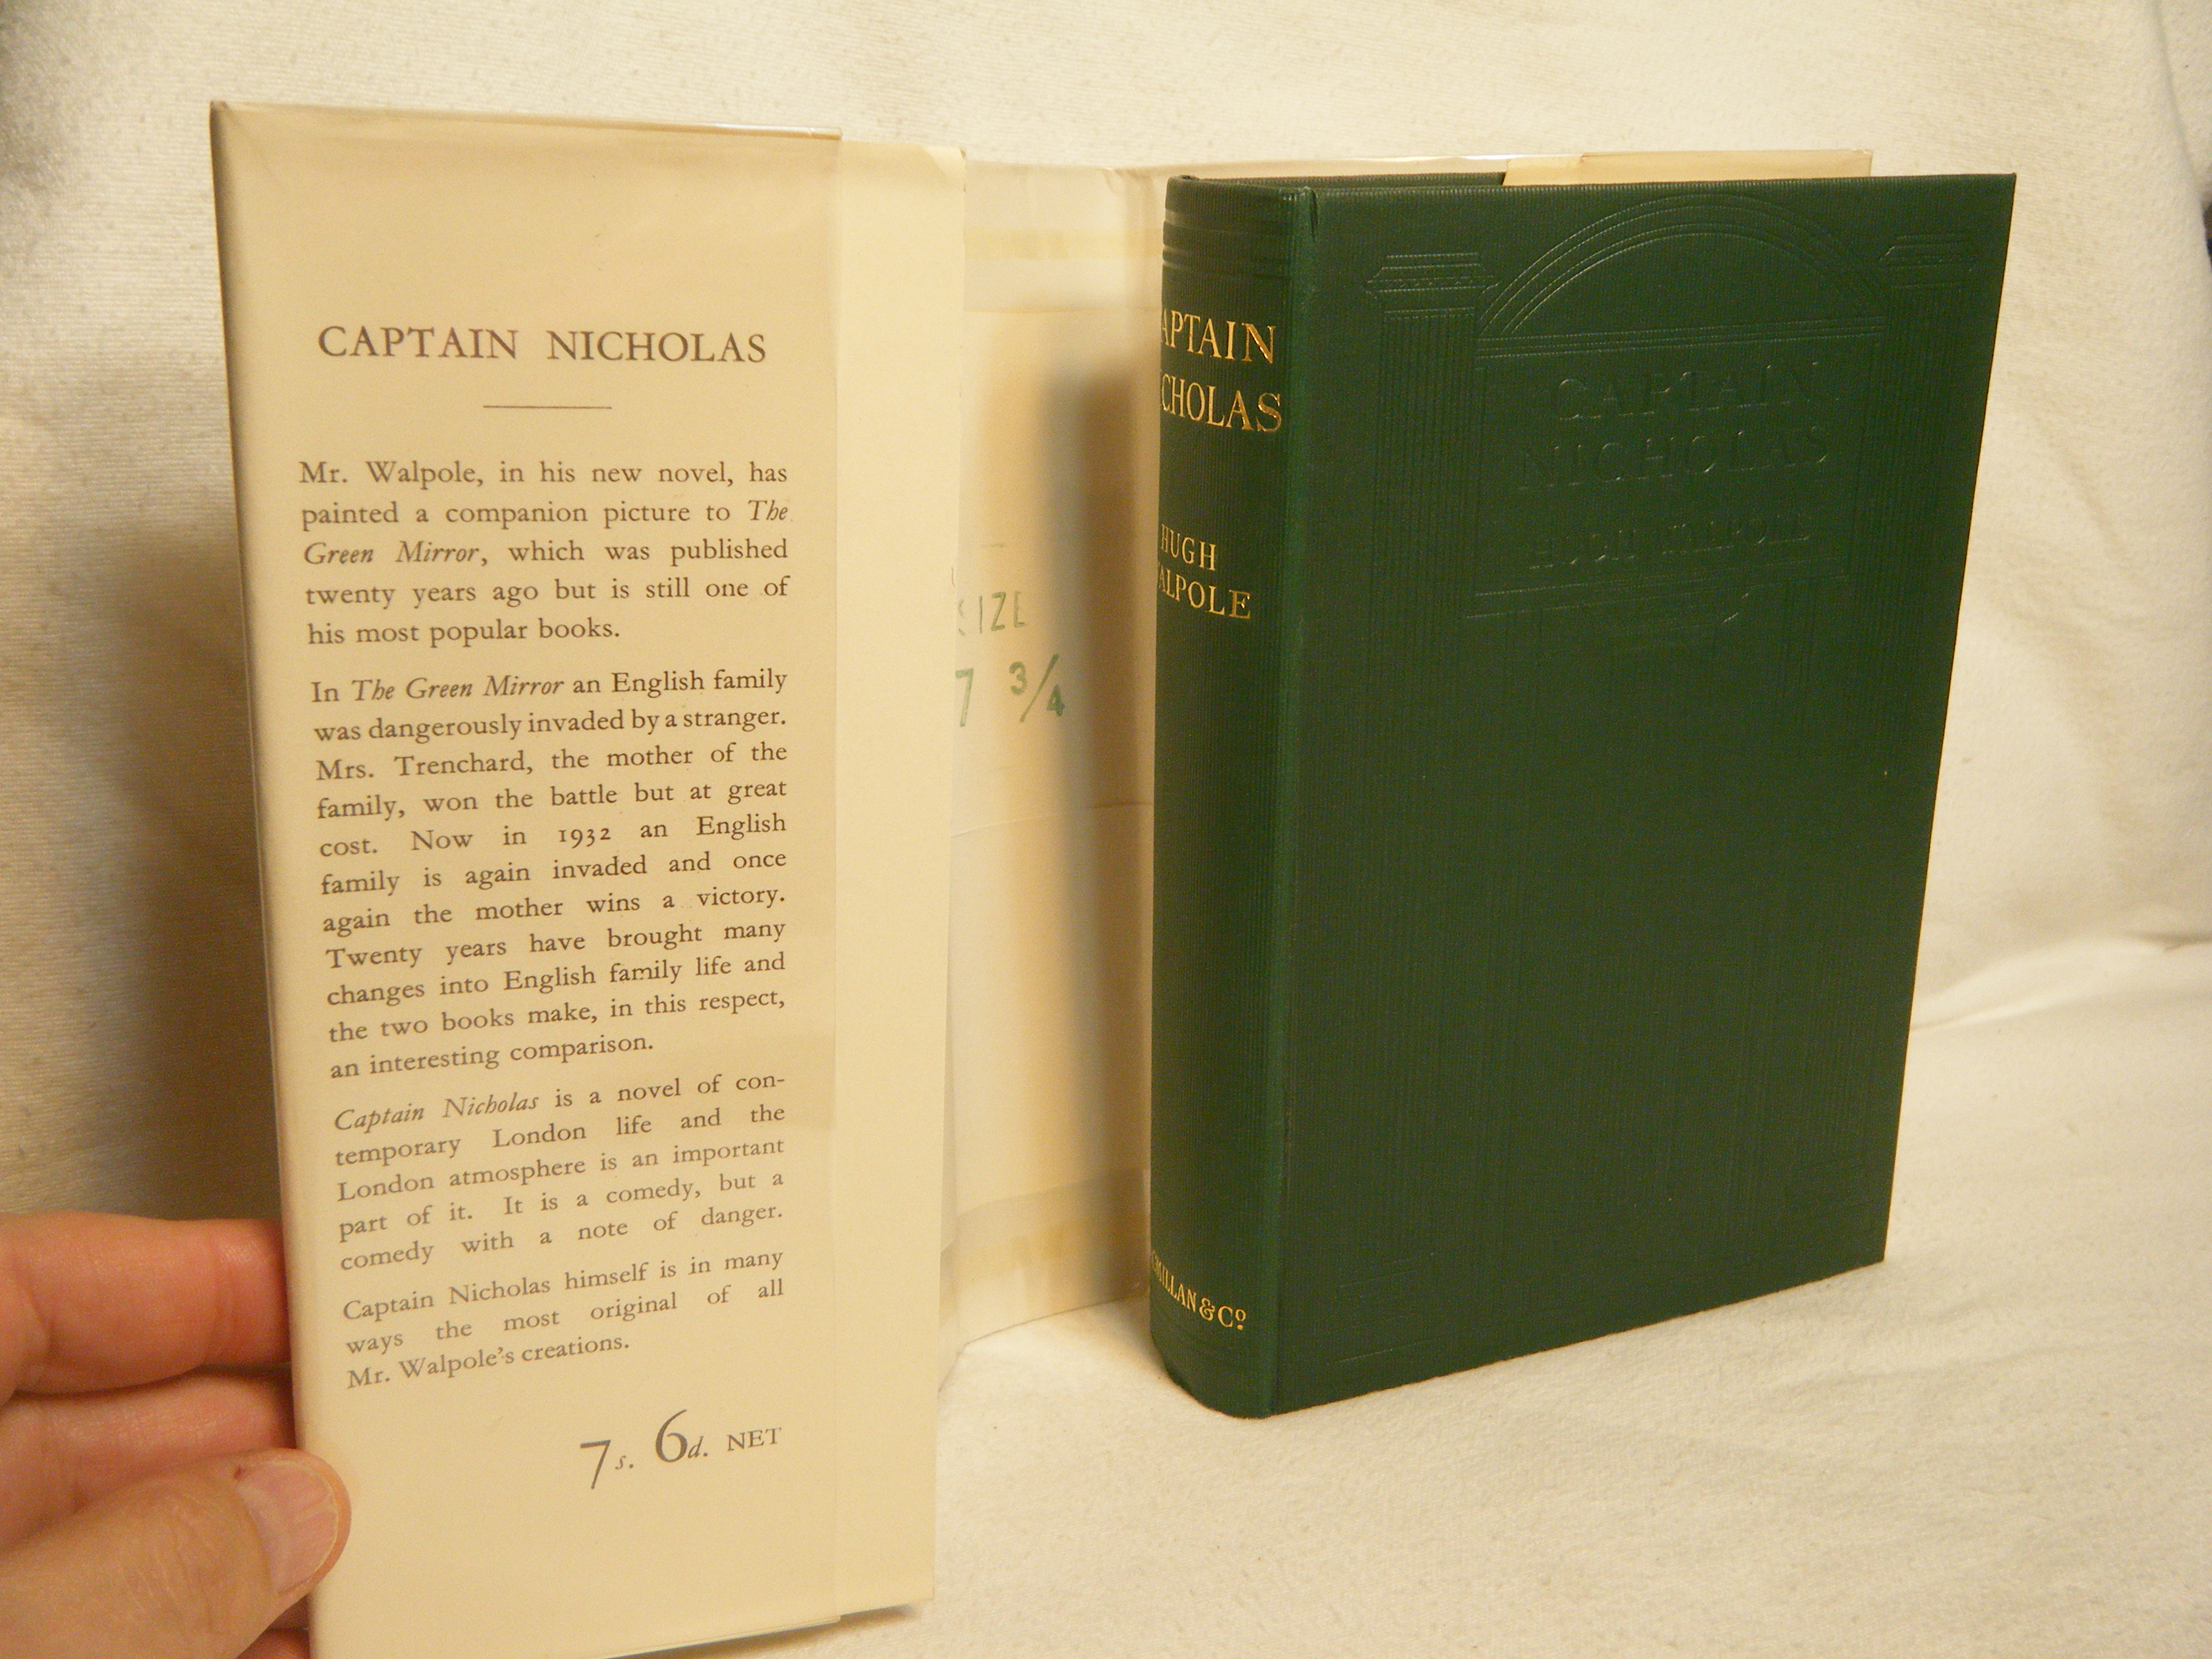 CAPTAIN NICHOLAS
Mr. Walpole, in his new novel, has
painted a companion picture to The
Green Mirror, which was published
twenty years ago but is still one of
his most popular books.
In The Green Mirror an English family
was dangerously invaded by a stranger.
Mrs. Trenchard, the mother of the
family, won the battle but at great
cost. Now in 1932 an English
family is again invaded and once
again the mother wins a victory.
Twenty years have brought many
changes into English family life and
the two books make, in this respect,
an interesting comparison.
Captain Nicholas is a novel of con-
temporary London life and the
London atmosphere is an important
part of it. It is a comedy, but a
comedy with a note of danger.
Captain Nicholas himself is in many
ways the most original of all
Mr. Walpole's creations.
7s. 6d. NET
SIZE
7 3/4
APTAIN
CHOLAS
HUGH
ALPOLE
MILLAN & Cº
CAPTAIN
NICHOLAS
HUGH WALPOLE